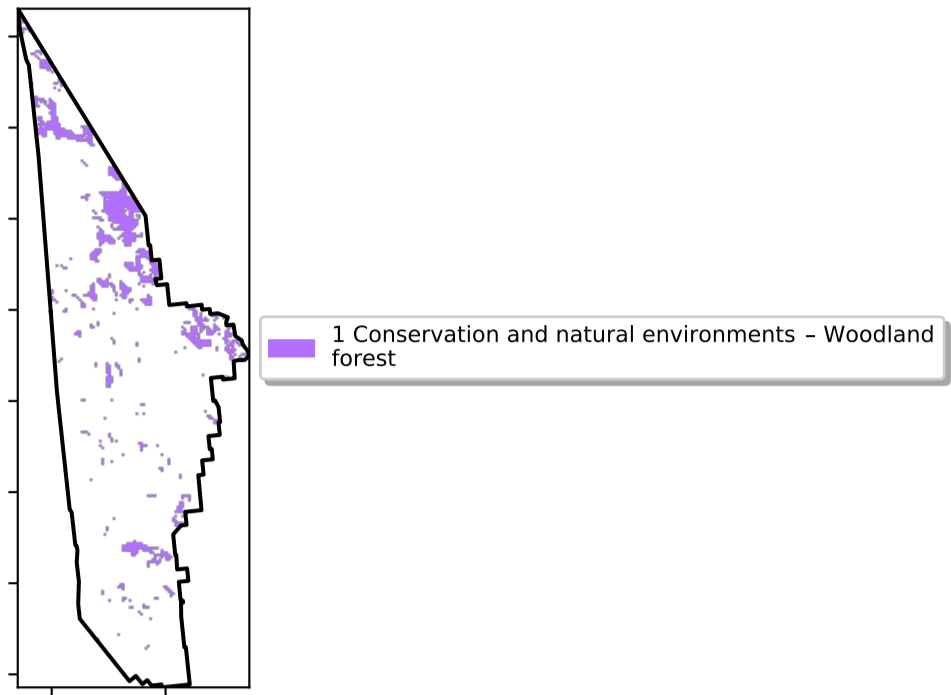 1 Conservation and natural environments – Woodland
forest